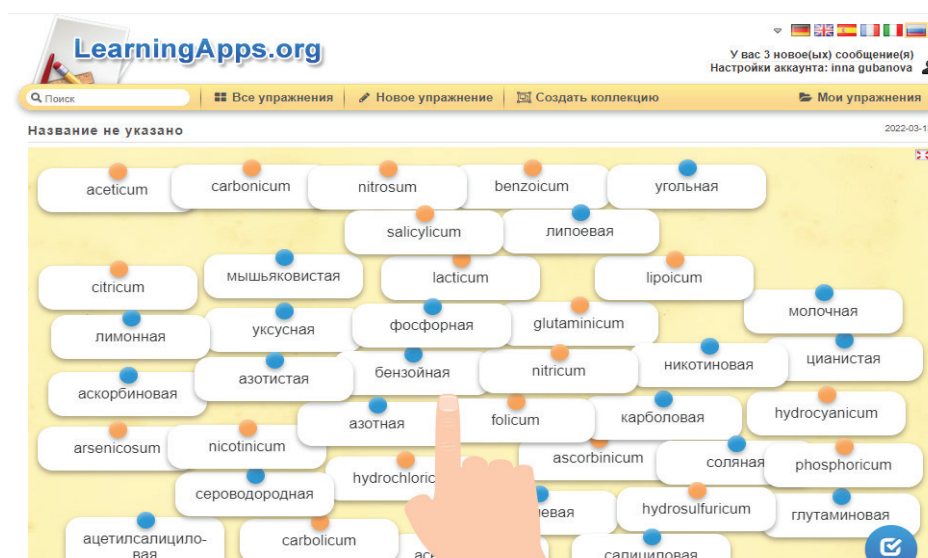 LearningApps.org
У вас 3 новое(ых) сообщение(я)
Настройки аккаунта: inna gubanova
Поиск
Все упражнения
Новое упражнение
Создать коллекцию
Мои упражнения
Название не указано
aceticum
carbonicum
nitrosum
benzoicum
угольная
salicylicum
липоевая
citricum
мышьяковистая
lacticum
lipoicum
молочная
лимонная
уксусная
фосфорная
glutaminicum
цианистая
аскорбиновая
азотистая
бензойная
nitricum
никотиновая
азотная
folicum
карболовая
hydrocyanicum
arsenicosum
nicotinicum
ascorbinicum
соляная
phosphoricum
сероводородная
hydrosulfuricum
глутаминовая
ацетилсалицило-
вая
carbolicum
салициловая